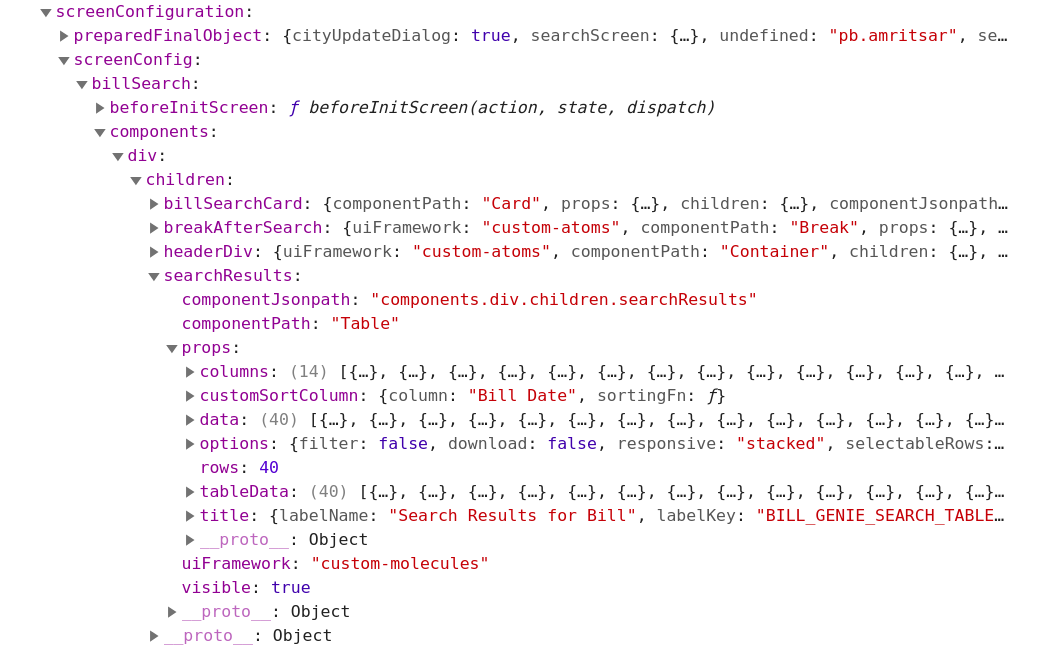 screenConfiguration:
preparedFinalObject: {cityUpdateDialog: true, searchScreen: {…}, undefined: "pb.amritsar", se…
screenConfig:
billSearch:
beforeInitScreen: ƒ beforeInitScreen(action, state, dispatch)
components:
div:
children:
billSearchCard: {componentPath: "Card", props: {…}, children: {…}, componentJsonpath…
breakAfterSearch: {uiFramework: "custom-atoms", componentPath: "Break", props: {…}, …
headerDiv: {uiFramework: "custom-atoms", componentPath: "Container", children: {…}, …
searchResults:
componentJsonpath: "components.div.children.searchResults"
componentPath: "Table"
props:
columns: (14) [{…}, {…}, {…}, {…}, {…}, {…}, {…}, {…}, {…}, {…}, {…}, {…}, {…}, …
customSortColumn: {column: "Bill Date", sortingFn: ƒ}
data: (40) [{…}, {…}, {…}, {…}, {…}, {…}, {…}, {…}, {…}, {…}, {…}, {…}, {…}, {…}…
options: {filter: false, download: false, responsive: "stacked", selectableRows:…
rows: 40
tableData: (40) [{…}, {…}, {…}, {…}, {…}, {…}, {…}, {…}, {…}, {…}, {…}, {…}, {…}…
title: {labelName: "Search Results for Bill", labelKey: "BILL_GENIE_SEARCH_TABLE…
__proto__: Object
uiFramework: "custom-molecules"
visible: true
__proto__: Object
__proto__: Object